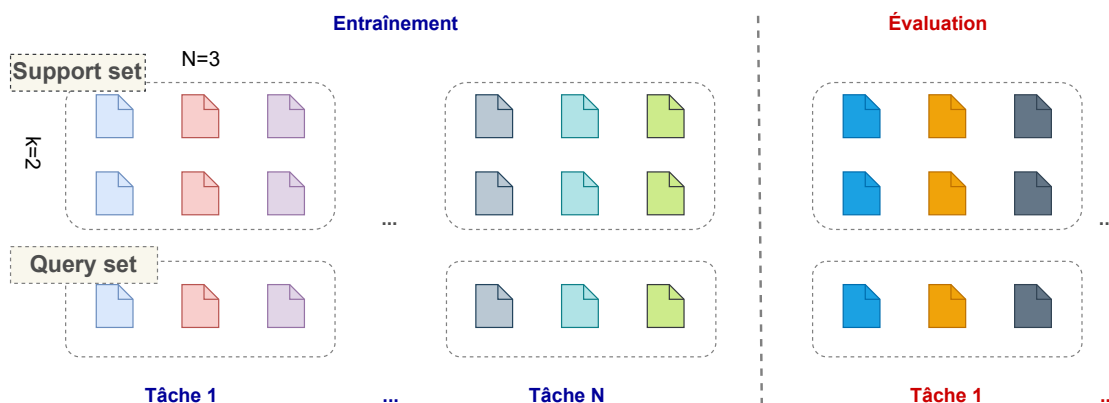 Entraînement
Évaluation
N=3
Support set
k=2
...
...
Query set
Tâche 1
...
Tâche N
Tâche 1
...